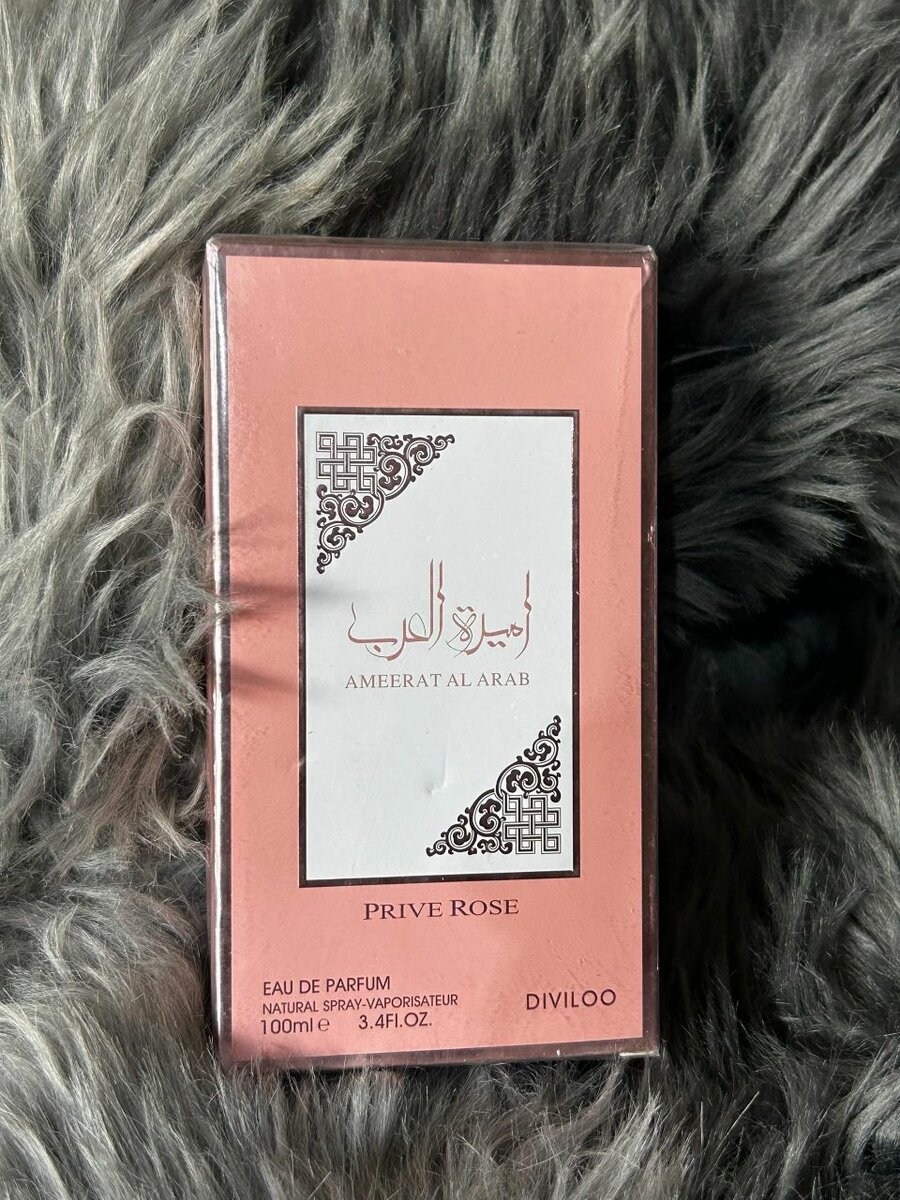 اميرة العرب
AMEERAT AL ARAB
PRIVE ROSE
EAU DE PARFUM
NATURAL SPRAY-VAPORISATEUR
100ml e 3.4Fl.OZ.
DIVILOO